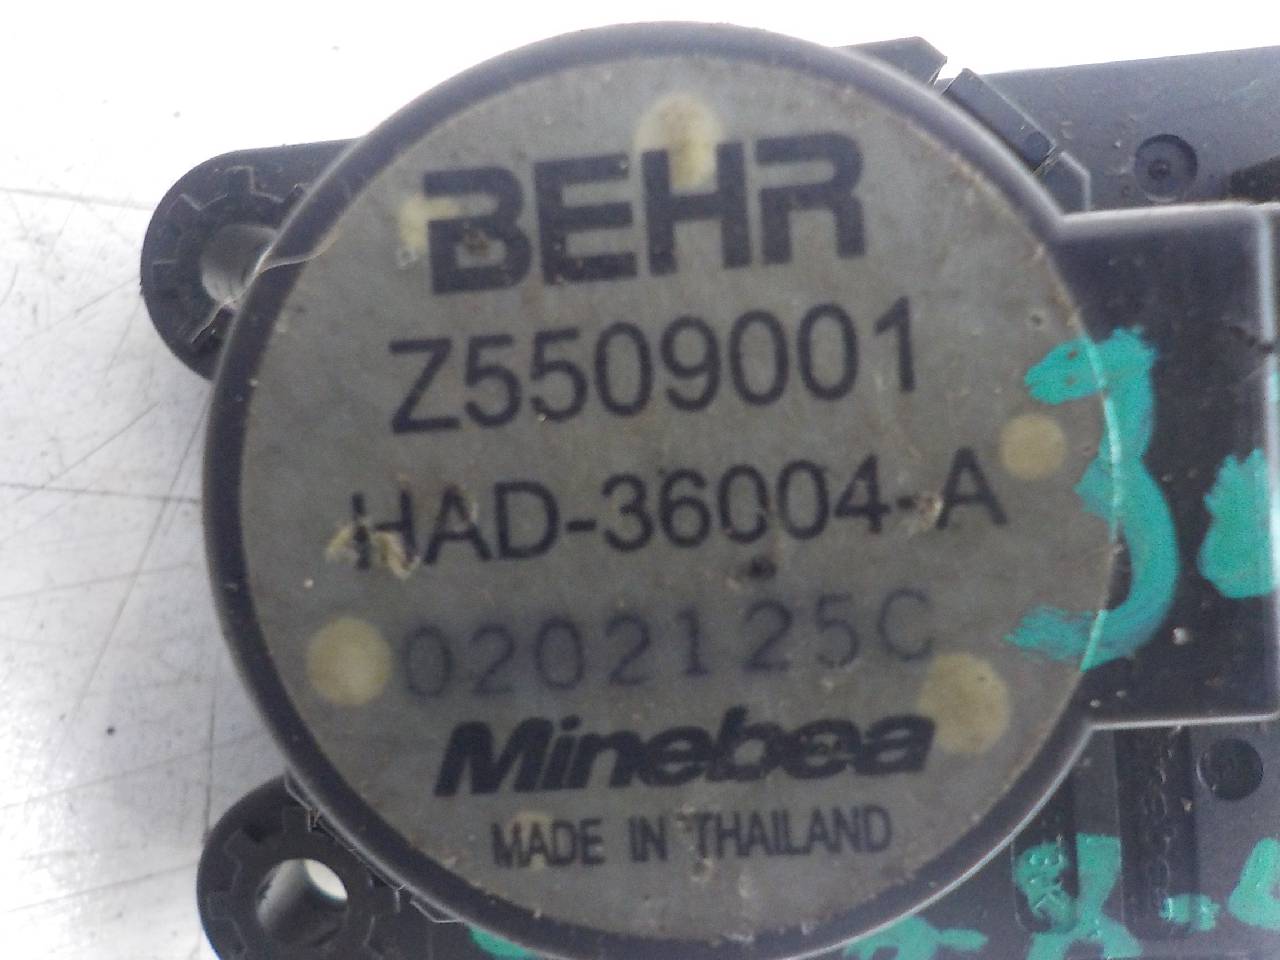 BEHR
Z5509001
HAD-36004-A
0202125C
Minebea
MADE IN THAILAND